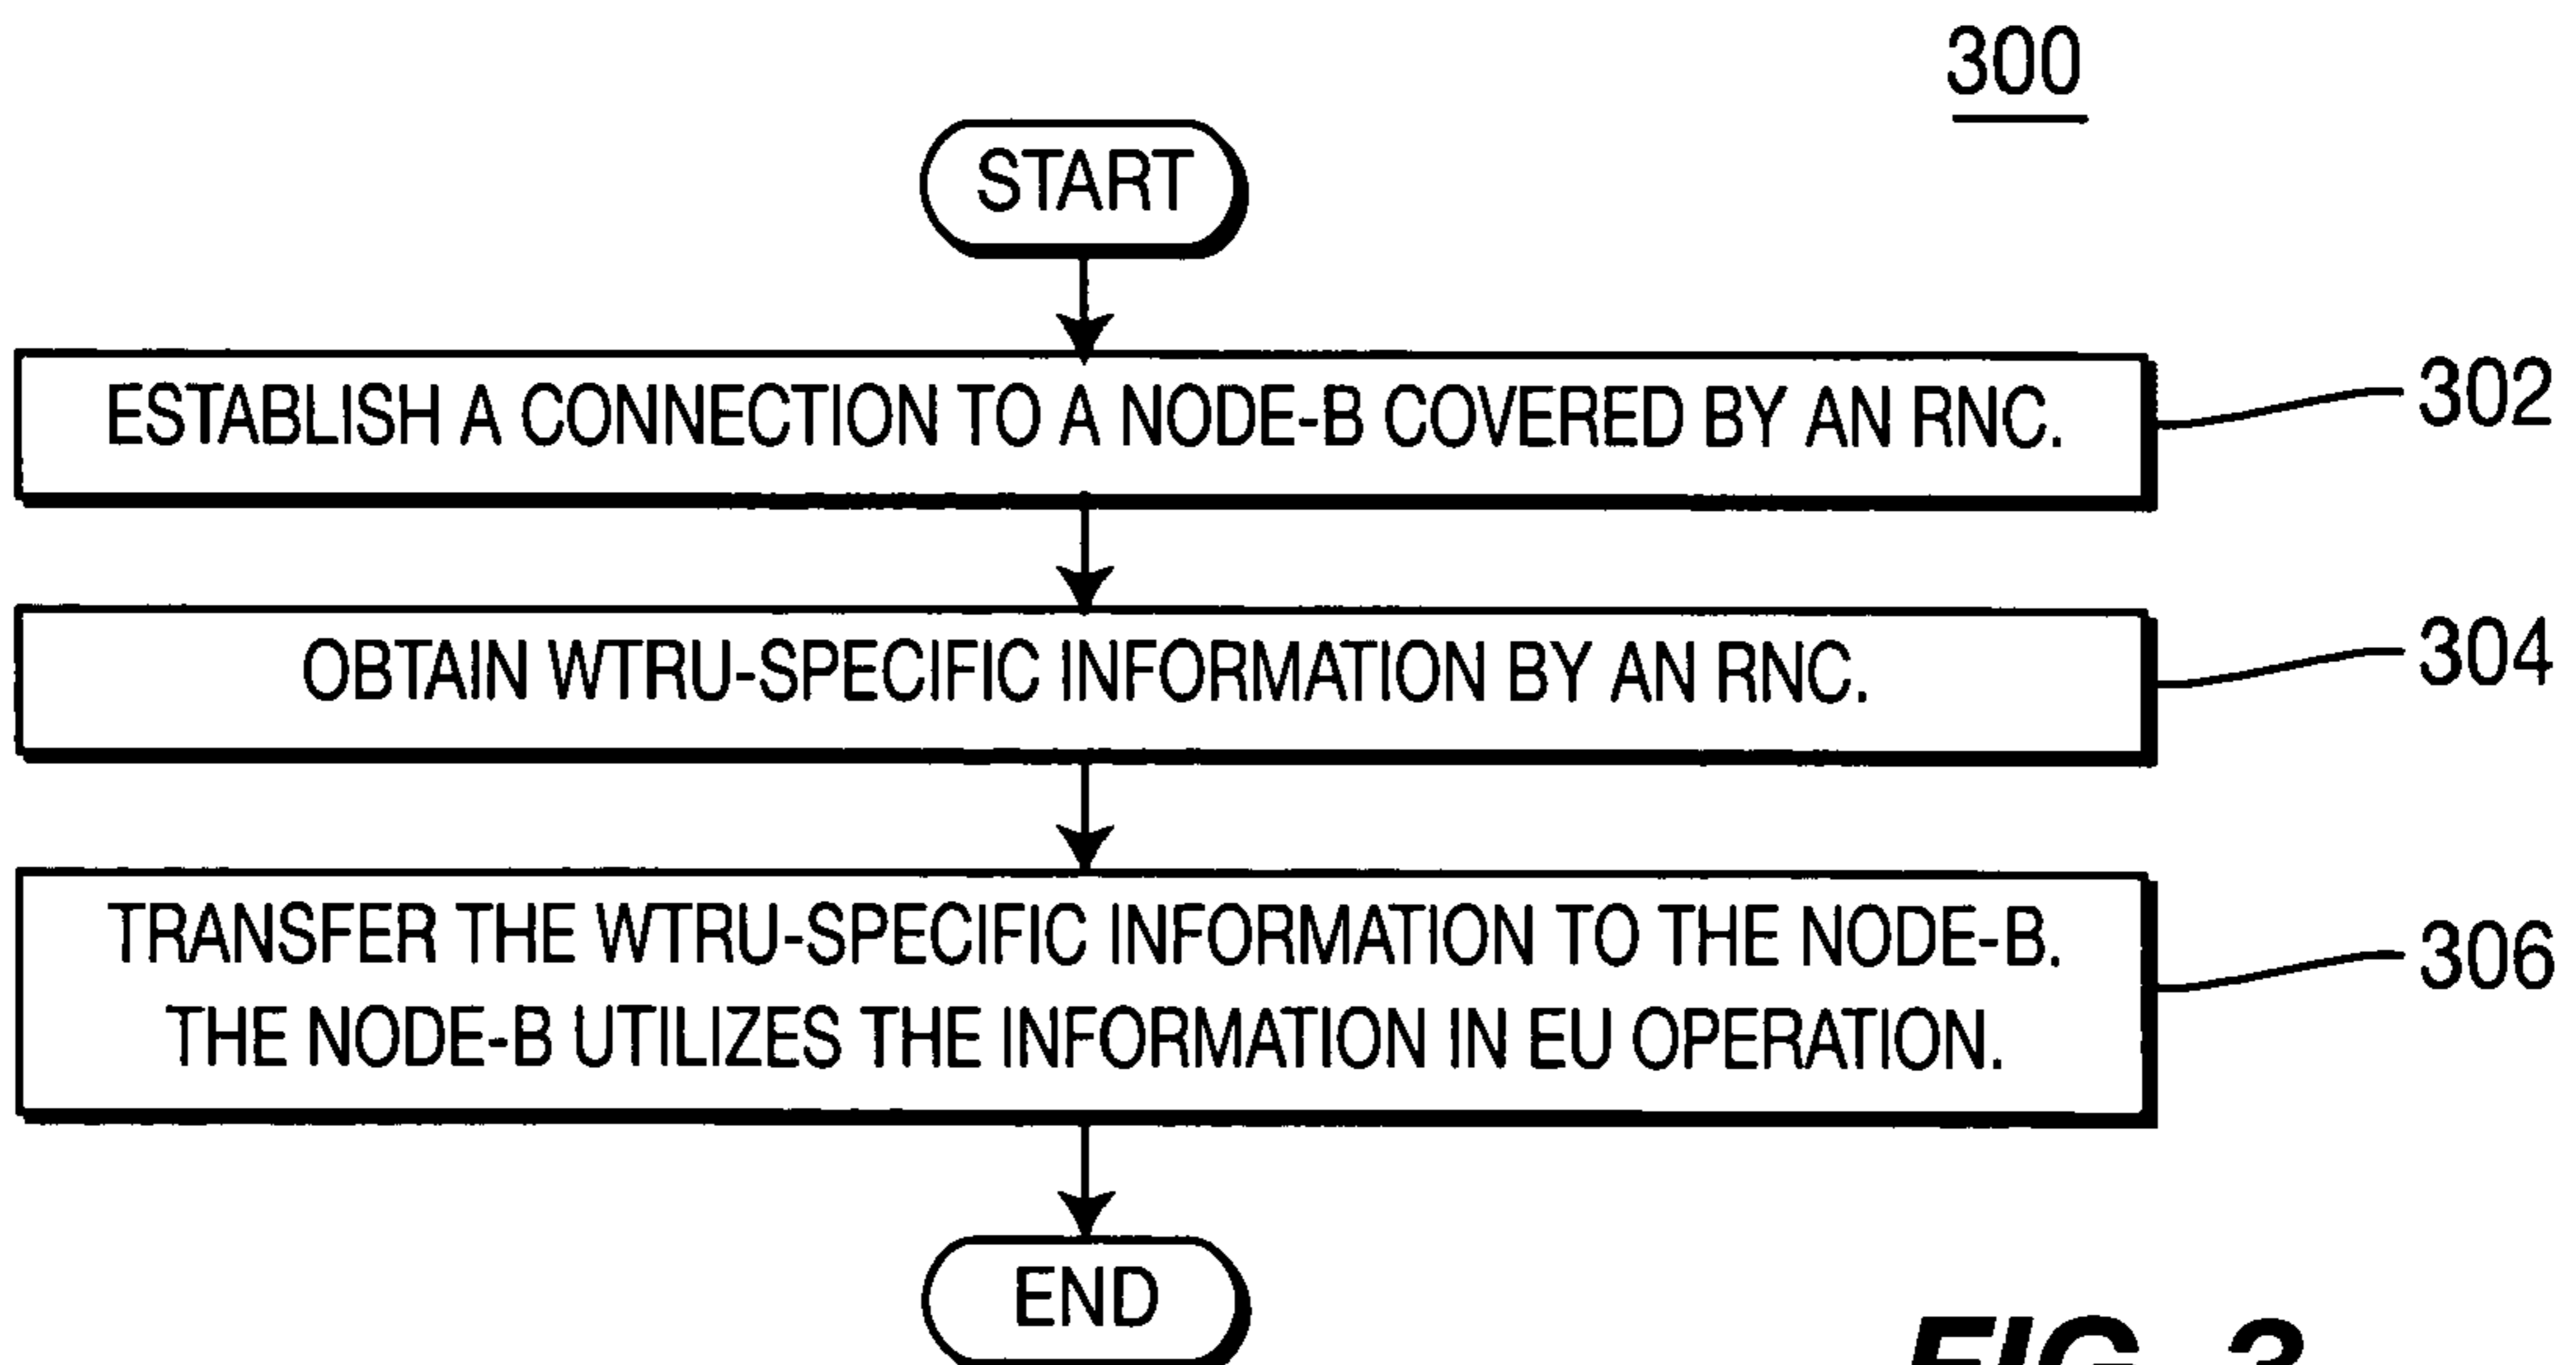 300
START
ESTABLISH A CONNECTION TO A NODE-B COVERED BY AN RNC.
302
OBTAIN WTRU-SPECIFIC INFORMATION BY AN RNC.
304
TRANSFER THE WTRU-SPECIFIC INFORMATION TO THE NODE-B.
THE NODE-B UTILIZES THE INFORMATION IN EU OPERATION.
306
END
FIG.